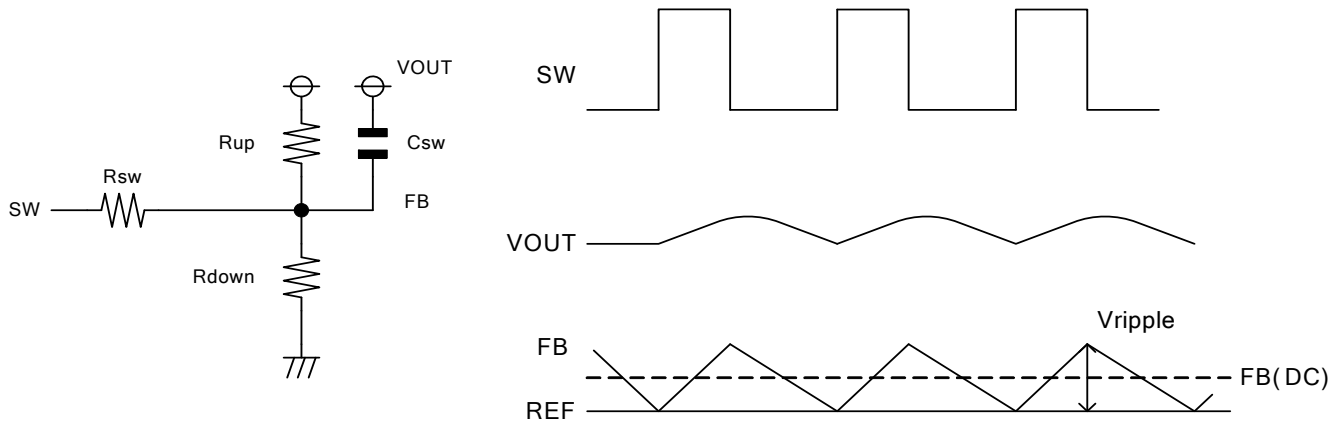 VOUT
Rup
Csw
Rsw
SW
FB
Rdown
SW
VOUT
Vripple
FB
FB(DC)
REF